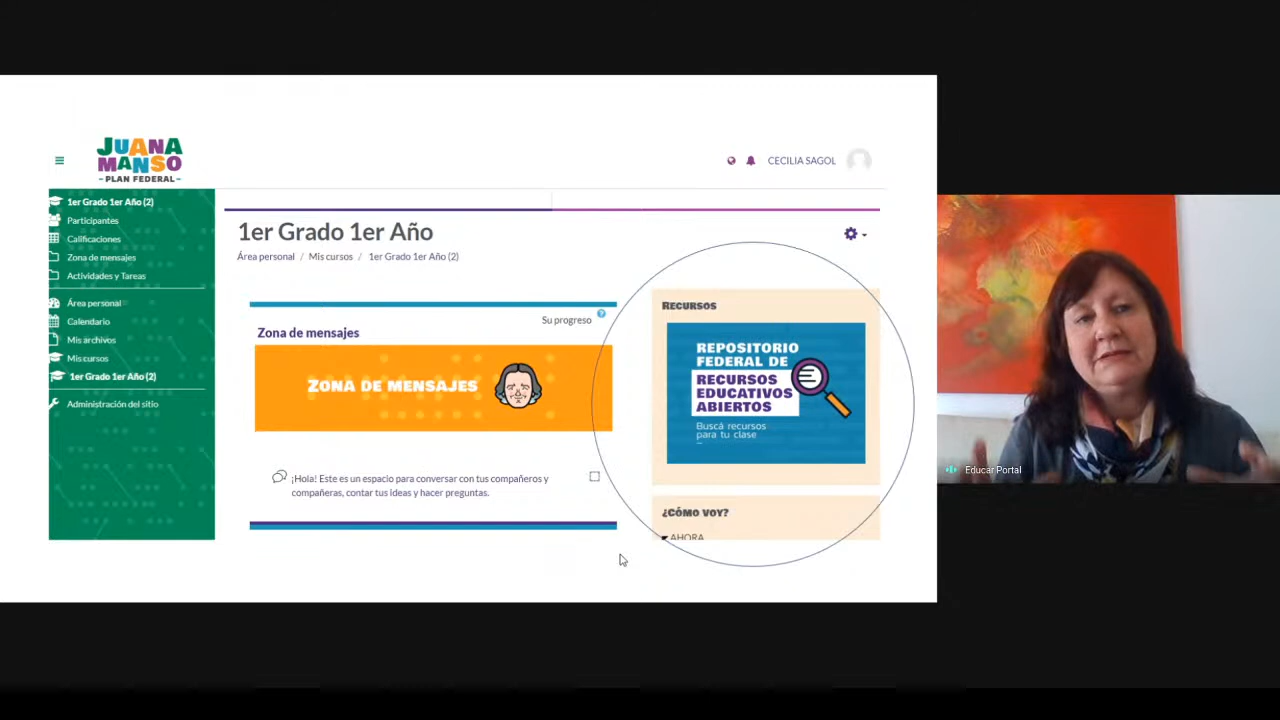 JUANA
MANSO
- PLAN FEDERAL -
CECILIA SAGOL
1er Grado 1er Año (2)
Participantes
Calificaciones
Zona de mensajes
Actividades y Tareas
Área personal
Calendario
Mis archivos
Mis cursos
1er Grado 1er Año (2)
Administración del sitio
1er Grado 1er Año
Área personal / Mis cursos / 1er Grado 1er Año (2)
Su progreso
Zona de mensajes
ZONA DE MENSAJES
¡Hola! Este es un espacio para conversar con tus compañeros y
compañeras, contar tus ideas y hacer preguntas.
RECURSOS
REPOSITORIO
FEDERAL DE
RECURSOS
EDUCATIVOS
ABIERTOS
Buscá recursos
para tu clase
¿CÓMO VOY?
AHORA
Educar Portal